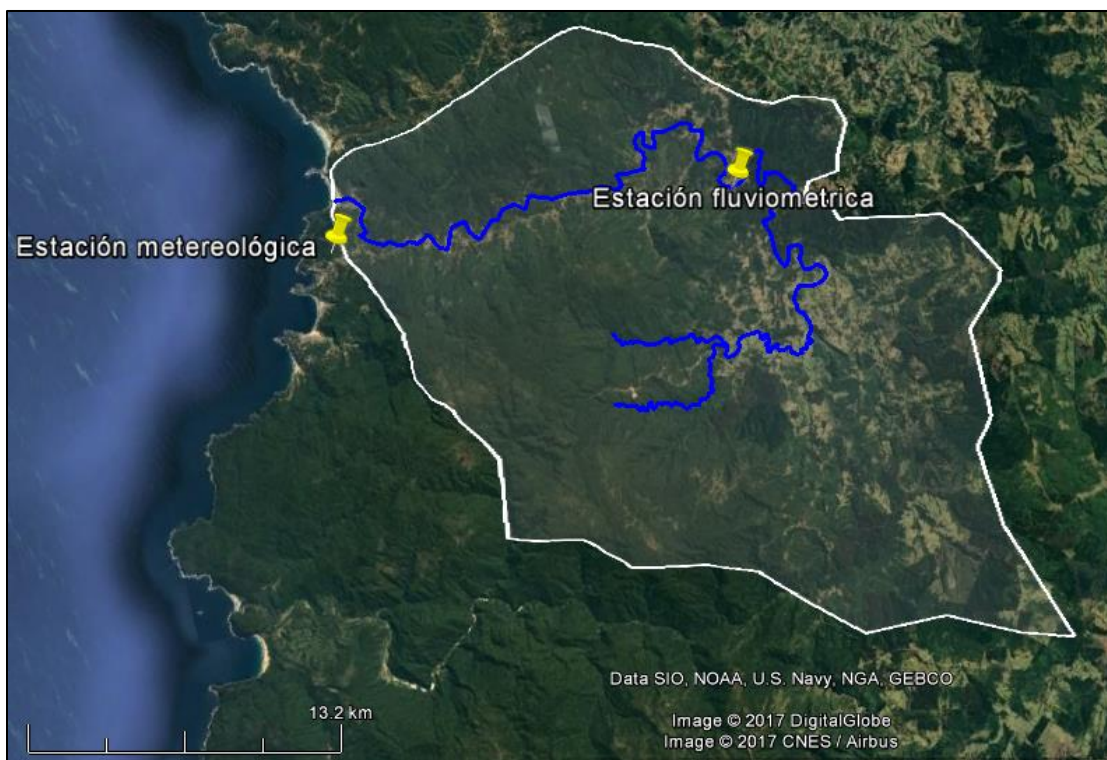 Estación fluviometrica
Estación metereológica
Data SIO, NOAA, U.S. Navy, NGA, GEBCO
13.2 km
Image © 2017 DigitalGlobe
Image © 2017 CNES / Airbus